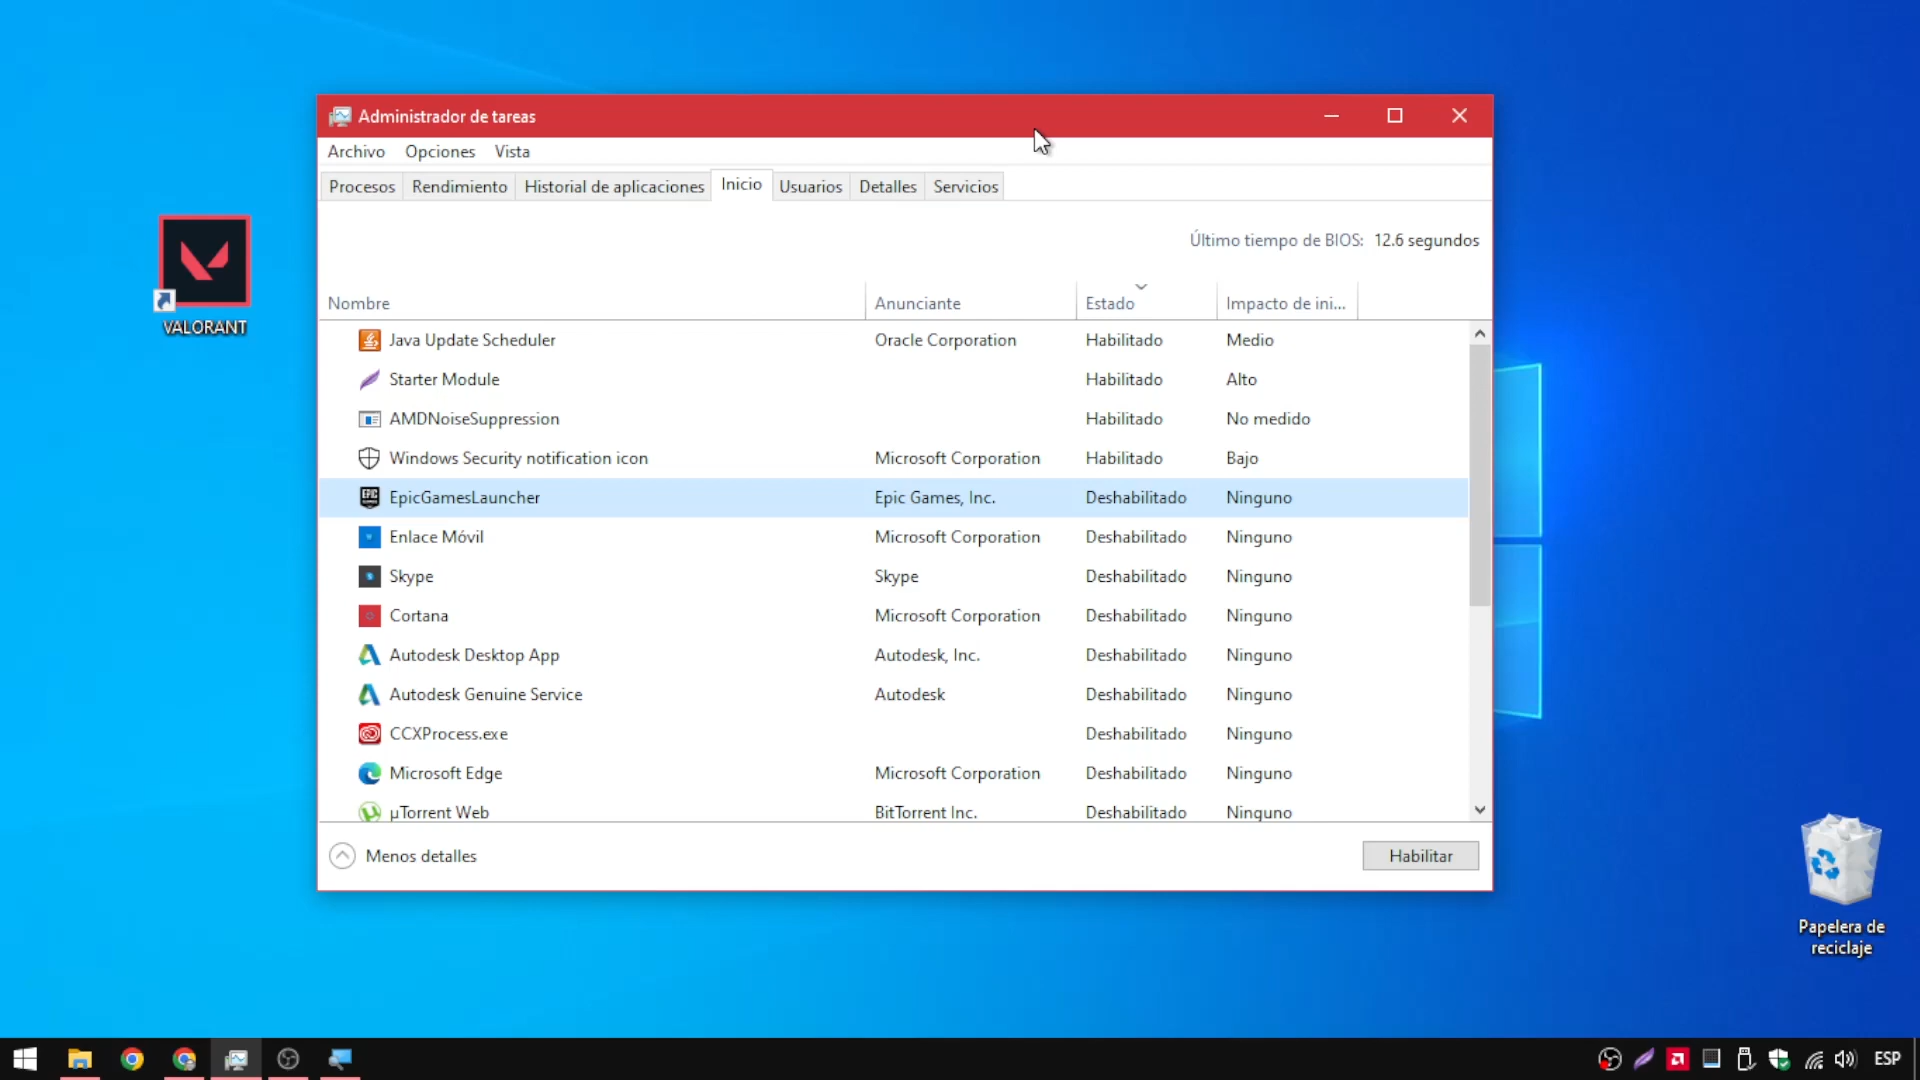 Administrador de tareas
Archivo Opciones Vista
Procesos Rendimiento Historial de aplicaciones Inicio Usuarios Detalles Servicios
Último tiempo de BIOS: 12.6 segundos
Nombre Anunciante Estado Impacto de ini...
Java Update Scheduler Oracle Corporation Habilitado Medio
Starter Module Habilitado Alto
AMDNoiseSuppression Habilitado No medido
Windows Security notification icon Microsoft Corporation Habilitado Bajo
EPIC GAMES EpicGamesLauncher Epic Games, Inc. Deshabilitado Ninguno
Enlace Móvil Microsoft Corporation Deshabilitado Ninguno
Skype Skype Deshabilitado Ninguno
Cortana Microsoft Corporation Deshabilitado Ninguno
Autodesk Desktop App Autodesk, Inc. Deshabilitado Ninguno
Autodesk Genuine Service Autodesk Deshabilitado Ninguno
CCXProcess.exe Deshabilitado Ninguno
Microsoft Edge Microsoft Corporation Deshabilitado Ninguno
µTorrent Web BitTorrent Inc. Deshabilitado Ninguno
Menos detalles Habilitar
VALORANT
Papelera de
reciclaje
ESP